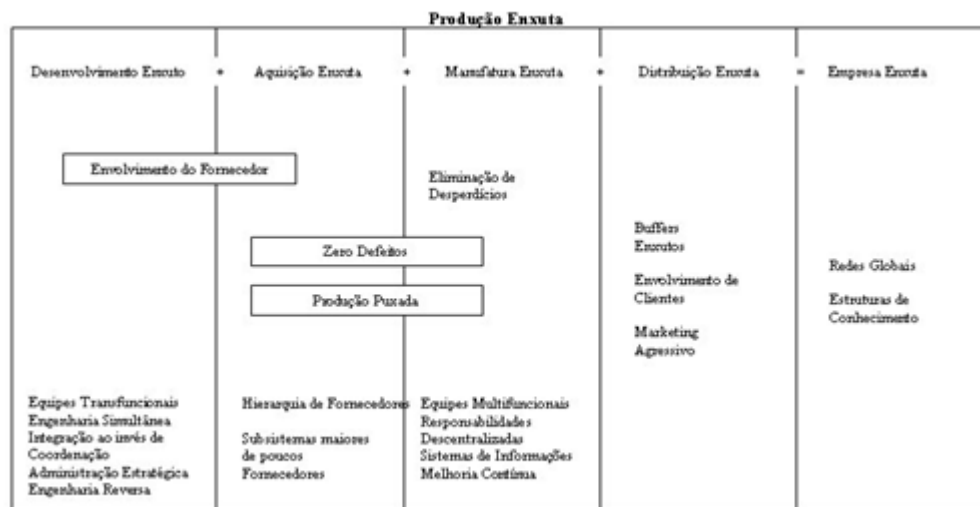 Produção Enxuta
Desenvolvimento Enxuto + Aquisição Enxuta + Manufatura Enxuta + Distribuição Enxuta = Empresa Enxuta
Envolvimento do Fornecedor
Eliminação de
Desperdícios
Zero Defeitos
Produção Puxada
Buffers
Enxutos
Envolvimento de
Clientes
Marketing
Agressivo
Redes Globais
Estruturas de
Conhecimento
Equipes Transfuncionais
Engenharia Simultânea
Integração ao invés de
Coordenação
Administração Estratégica
Engenharia Reversa
Hierarquia de Fornecedores
Subsistemas maiores
de poucos
Fornecedores
Equipes Multifuncionais
Responsabilidades
Descentralizadas
Sistemas de Informações
Melhoria Contínua